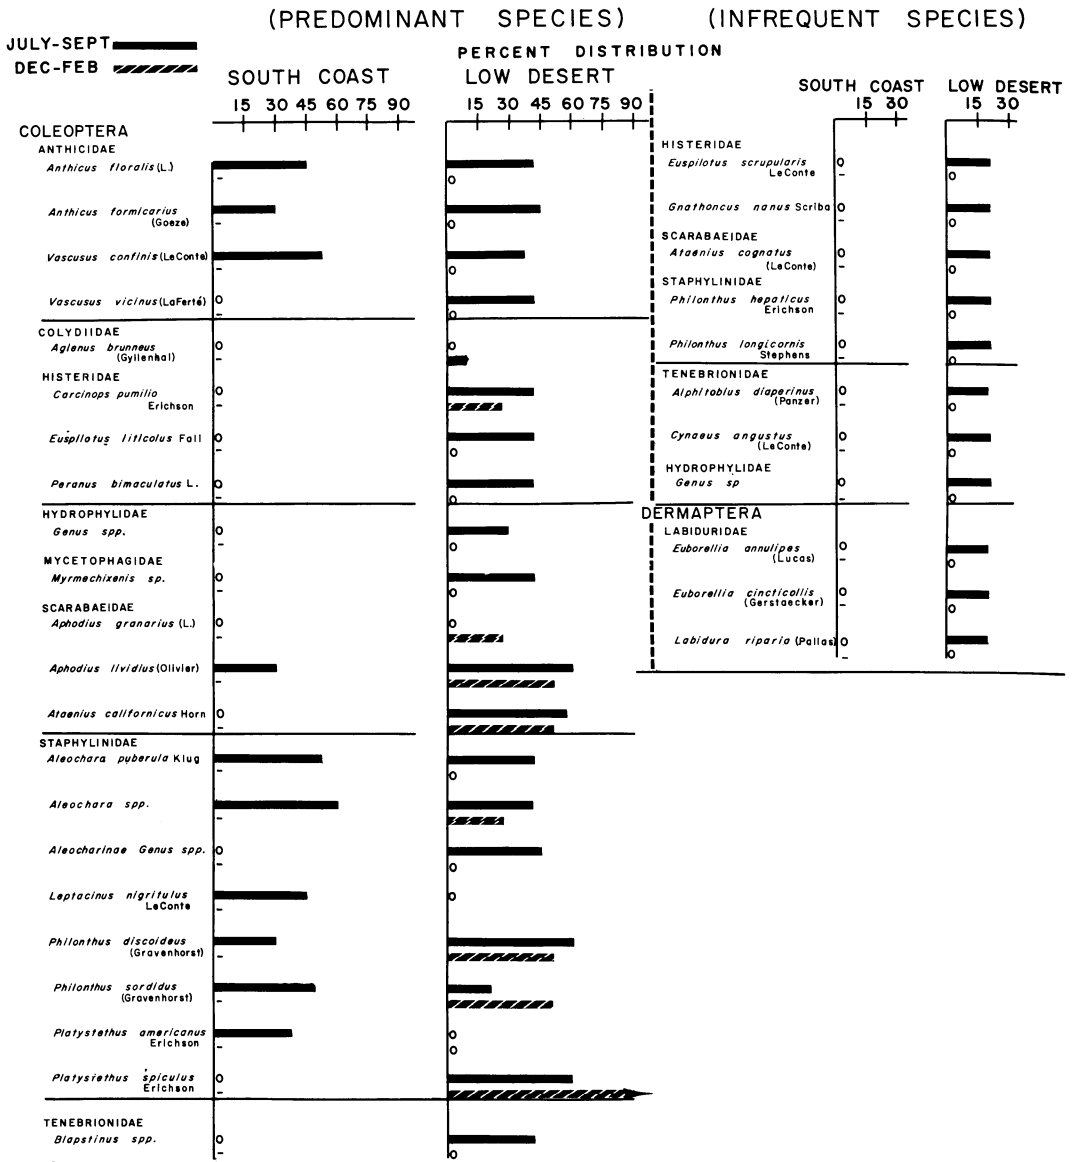 (PREDOMINANT SPECIES)
(INFREQUENT SPECIES)
JULY-SEPT
DEC-FEB
PERCENT DISTRIBUTION
SOUTH COAST
LOW DESERT
15 30 45 60 75 90
15 30 45 60 75 90
SOUTH COAST
LOW DESERT
15 30
15 30
COLEOPTERA
ANTHICIDAE
Anthicus floralis (L.)
Anthicus formicarius
(Goeze)
Vascusus confinis (LeConte)
Vascusus vicinus (LaFerté)
COLYDIIDAE
Aglenus brunneus
(Gyllenhal)
HISTERIDAE
Carcinops pumilio
Erichson
Euspilotus liticolus Fall
Peranus bimaculatus L.
HYDROPHYLIDAE
Genus spp.
MYCETOPHAGIDAE
Myrmechixenis sp.
SCARABAEIDAE
Aphodius granarius (L.)
Aphodius lividius (Olivier)
Ataenius californicus Horn
STAPHYLINIDAE
Aleochara puberula Klug
Aleochara spp.
Aleocharinae Genus spp.
Leptacinus nigritulus
LeConte
Philonthus discoideus
(Gravenhorst)
Philonthus sordidus
(Gravenhorst)
Platystethus americanus
Erichson
Platysiethus spiculus
Erichson
TENEBRIONIDAE
Blapstinus spp.
HISTERIDAE
Euspilotus scrupularis
LeConte
Gnathoncus nanus Scriba
SCARABAEIDAE
Ataenius cognatus
(LeConte)
STAPHYLINIDAE
Philonthus hepaticus
Erichson
Philonthus longicornis
Stephens
TENEBRIONIDAE
Alphitobius diaperinus
(Panzer)
Cynaeus angustus
(LeConte)
HYDROPHYLIDAE
Genus sp
DERMAPTERA
LABIDURIDAE
Euborellia annulipes
(Lucas)
Euborellia cincticollis
(Gerstaecker)
Labidura riparia (Pallas)